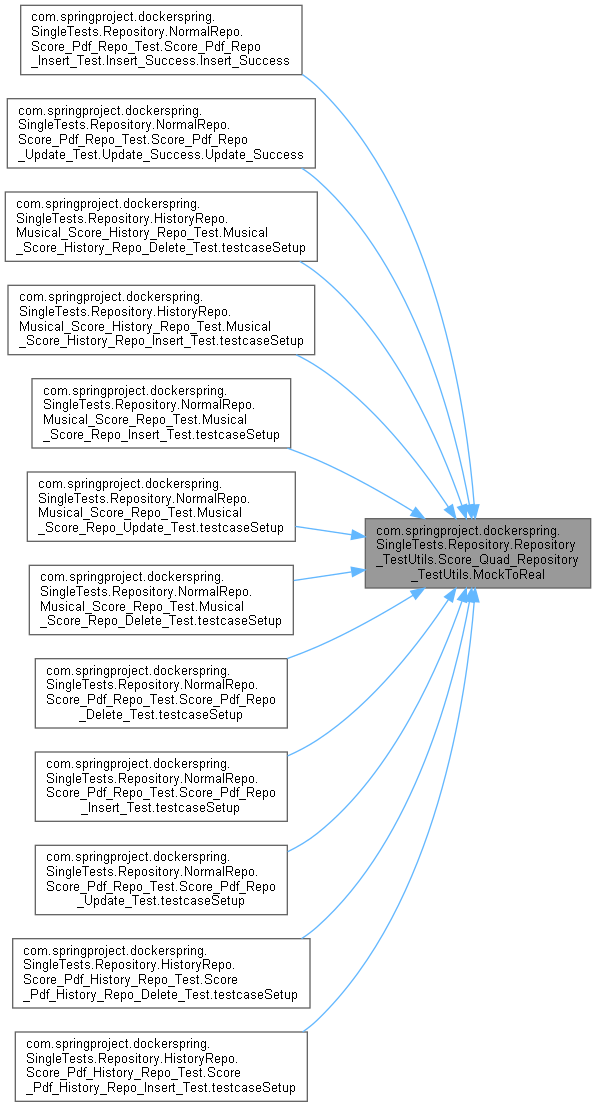 com.springproject.dockerspring.
SingleTests.Repository.NormalRepo.
Score_Pdf_Repo_Test.Score_Pdf_Repo
_Insert_Test.Insert_Success.Insert_Success
com.springproject.dockerspring.
SingleTests.Repository.NormalRepo.
Score_Pdf_Repo_Test.Score_Pdf_Repo
_Update_Test.Update_Success.Update_Success
com.springproject.dockerspring.
SingleTests.Repository.HistoryRepo.
Musical_Score_History_Repo_Test.Musical
_Score_History_Repo_Delete_Test.testcaseSetup
com.springproject.dockerspring.
SingleTests.Repository.HistoryRepo.
Musical_Score_History_Repo_Test.Musical
_Score_History_Repo_Insert_Test.testcaseSetup
com.springproject.dockerspring.
SingleTests.Repository.NormalRepo.
Musical_Score_Repo_Test.Musical
_Score_Repo_Insert_Test.testcaseSetup
com.springproject.dockerspring.
SingleTests.Repository.NormalRepo.
Musical_Score_Repo_Test.Musical
_Score_Repo_Update_Test.testcaseSetup
com.springproject.dockerspring.
SingleTests.Repository.Repository
_TestUtils.Score_Quad_Repository
_TestUtils.MockToReal
com.springproject.dockerspring.
SingleTests.Repository.NormalRepo.
Musical_Score_Repo_Test.Musical
_Score_Repo_Delete_Test.testcaseSetup
com.springproject.dockerspring.
SingleTests.Repository.NormalRepo.
Score_Pdf_Repo_Test.Score_Pdf_Repo
_Delete_Test.testcaseSetup
com.springproject.dockerspring.
SingleTests.Repository.NormalRepo.
Score_Pdf_Repo_Test.Score_Pdf_Repo
_Insert_Test.testcaseSetup
com.springproject.dockerspring.
SingleTests.Repository.NormalRepo.
Score_Pdf_Repo_Test.Score_Pdf_Repo
_Update_Test.testcaseSetup
com.springproject.dockerspring.
SingleTests.Repository.HistoryRepo.
Score_Pdf_History_Repo_Test.Score
_Pdf_History_Repo_Delete_Test.testcaseSetup
com.springproject.dockerspring.
SingleTests.Repository.HistoryRepo.
Score_Pdf_History_Repo_Test.Score
_Pdf_History_Repo_Insert_Test.testcaseSetup